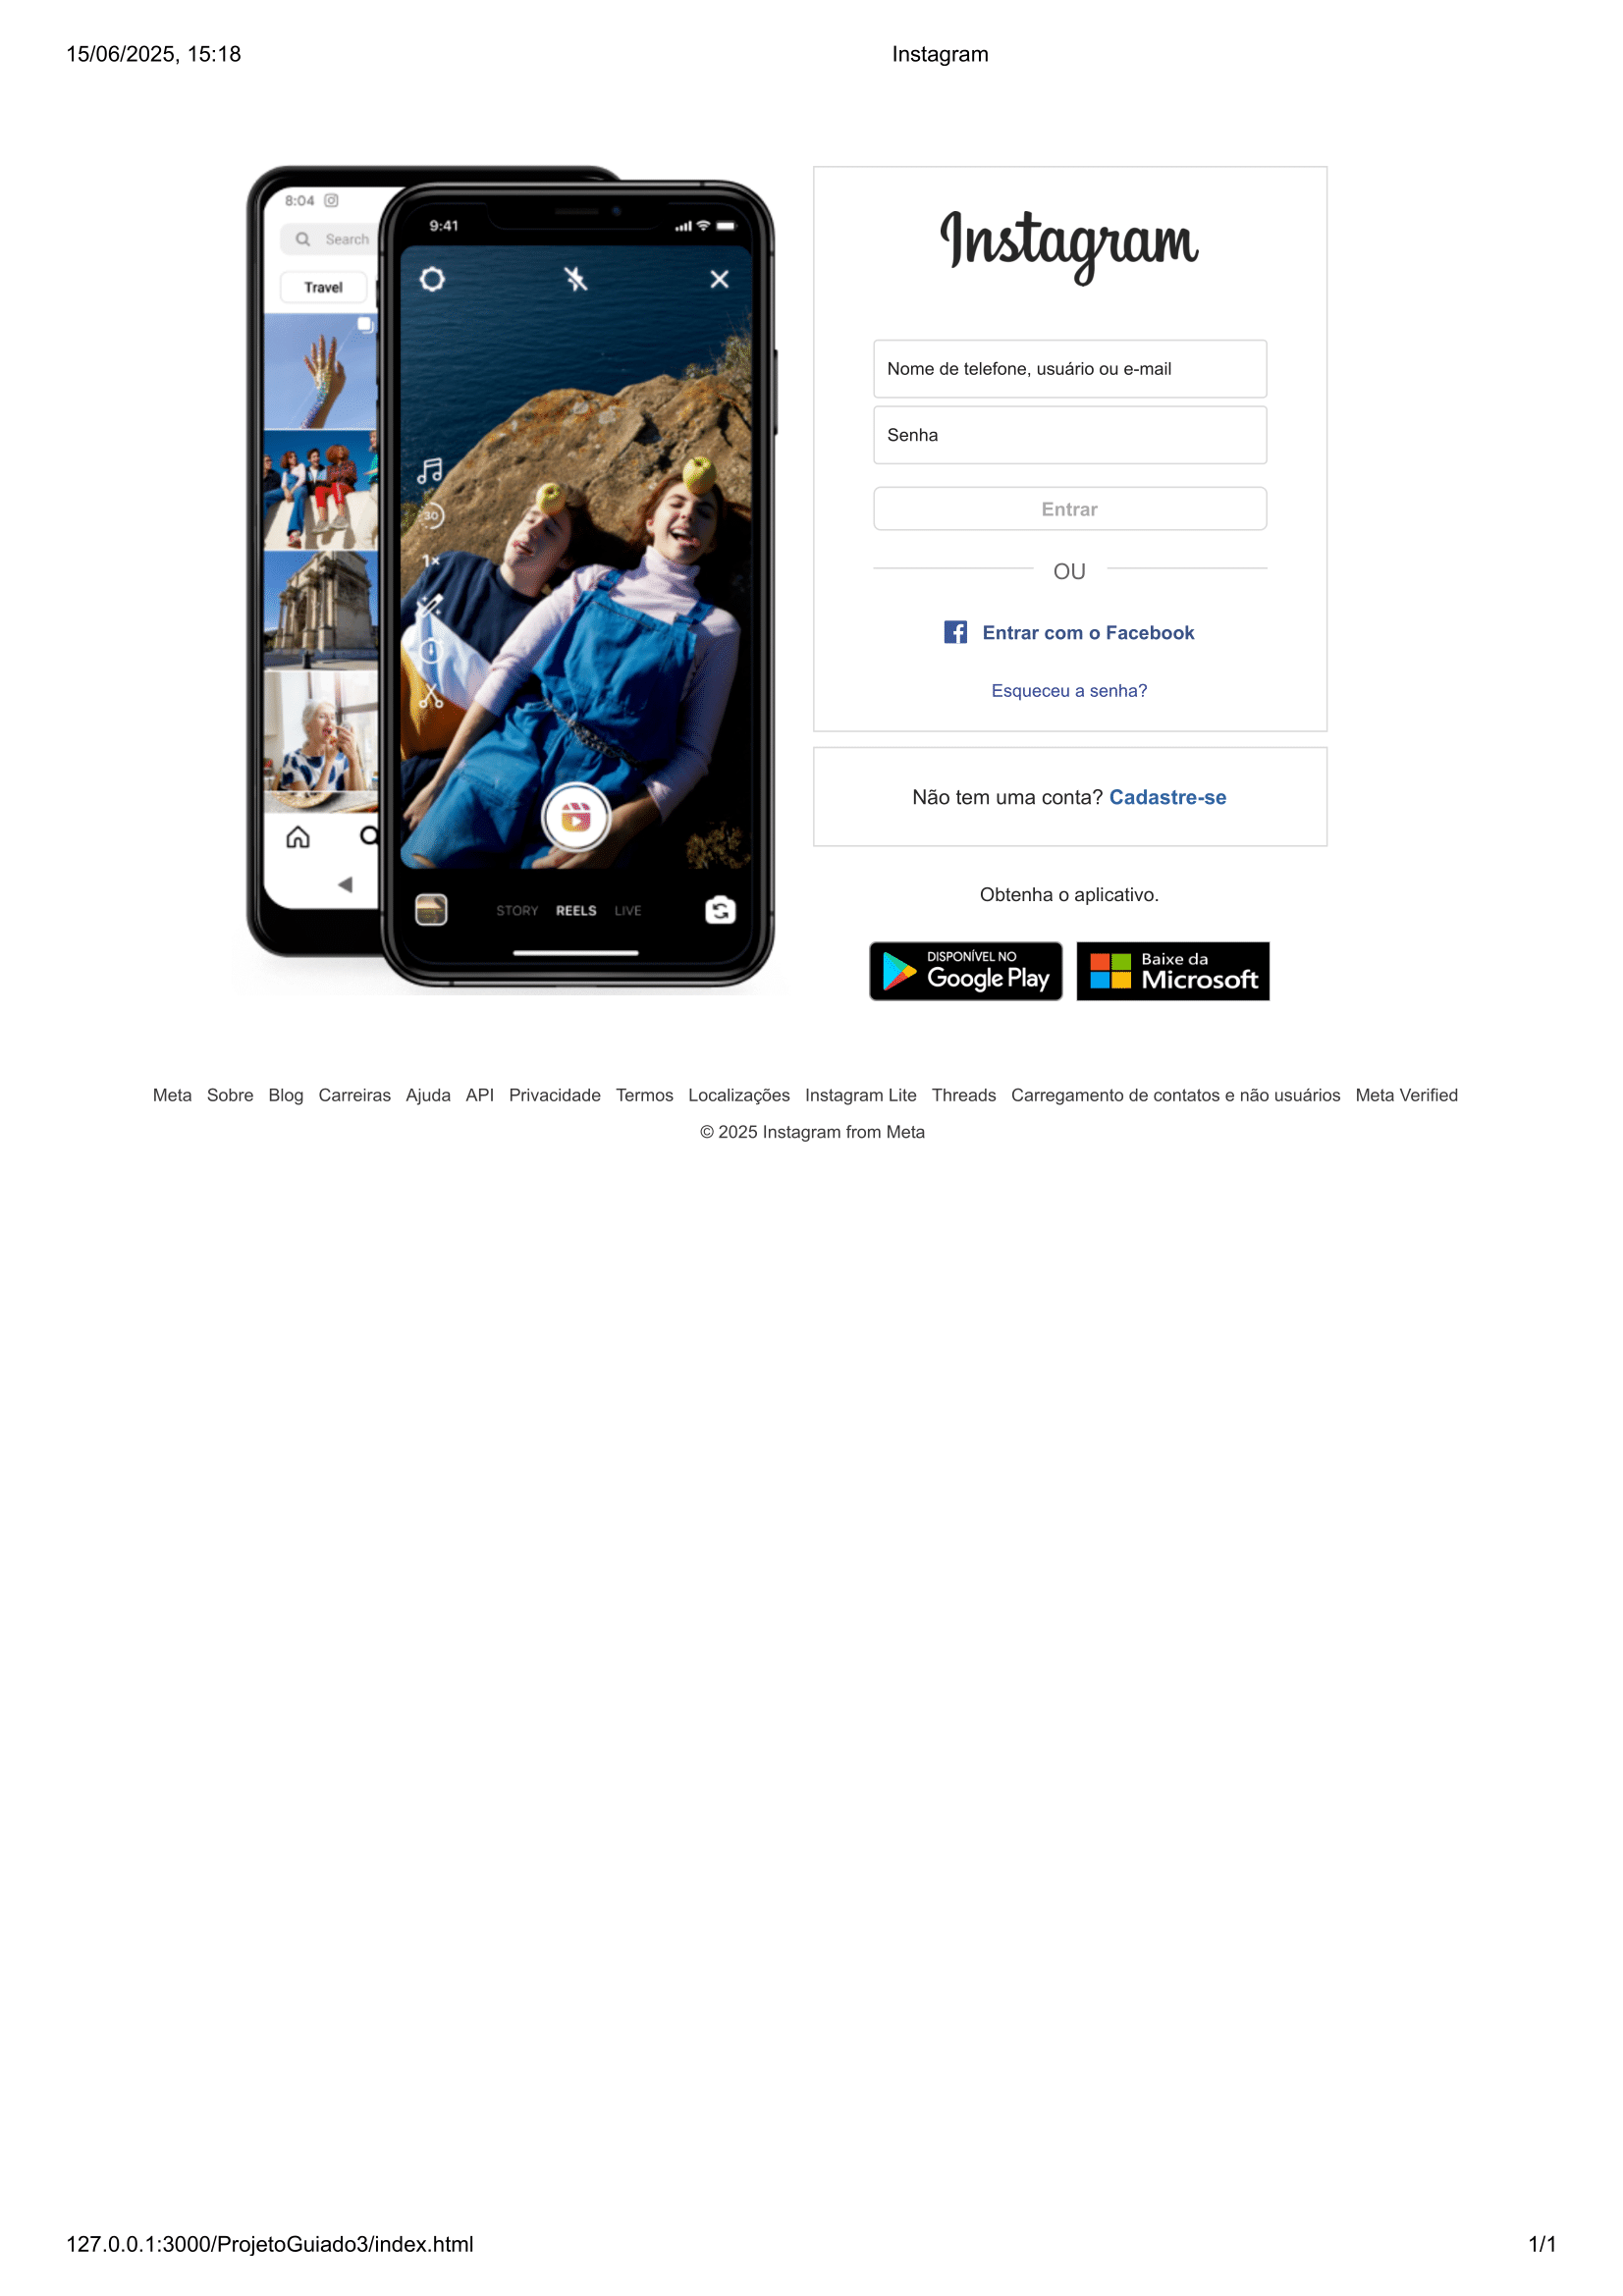 15/06/2025, 15:18
Instagram
8:04
Search
Travel
9:41
30
1×
STORY REELS LIVE
Instagram
Nome de telefone, usuário ou e-mail
Senha
Entrar
OU
Entrar com o Facebook
Esqueceu a senha?
Não tem uma conta? Cadastre-se
Obtenha o aplicativo.
DISPONÍVEL NO
Google Play
Baixe da
Microsoft
Meta Sobre Blog Carreiras Ajuda API Privacidade Termos Localizações Instagram Lite Threads Carregamento de contatos e não usuários Meta Verified
© 2025 Instagram from Meta
127.0.0.1:3000/ProjetoGuiado3/index.html
1/1